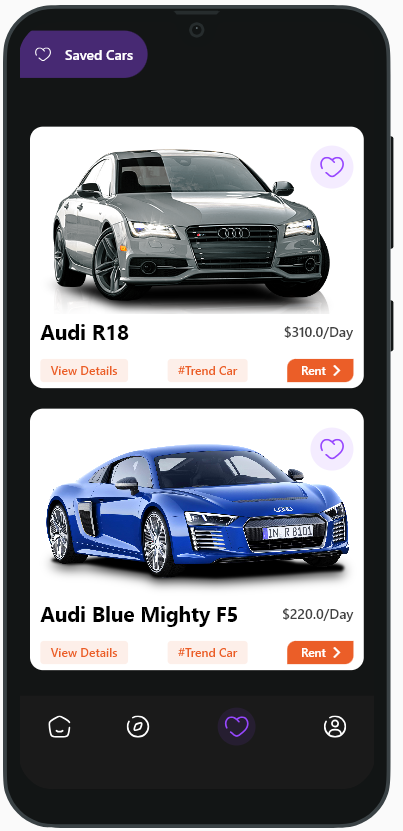 Saved Cars
Audi R18
$310.0/Day
View Details
#Trend Car
Rent
IN R 8101
Audi Blue Mighty F5
$220.0/Day
View Details
#Trend Car
Rent